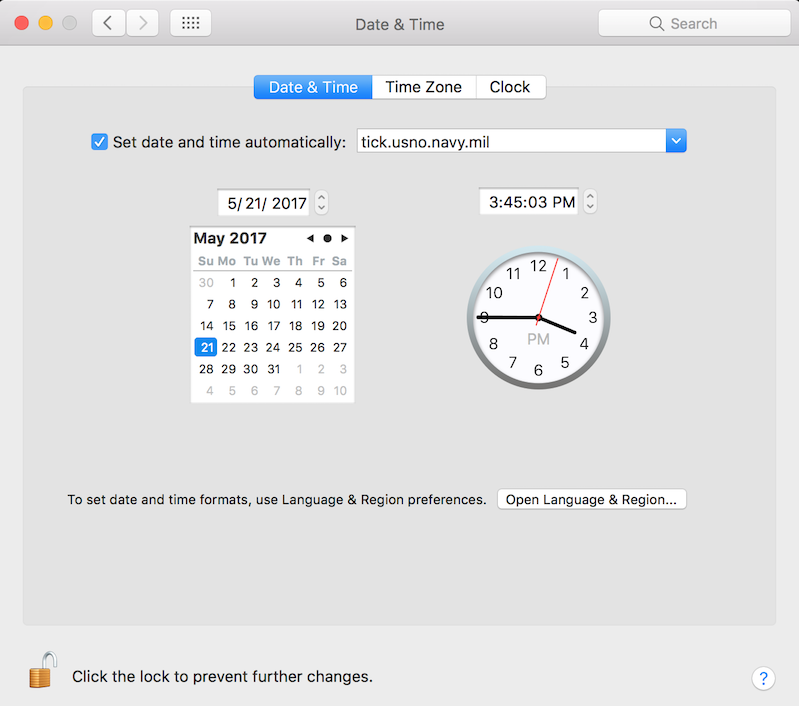 Date & Time
Search
Date & Time Time Zone Clock
Set date and time automatically: tick.usno.navy.mil
5/ 21/ 2017 3:45:03 PM
May 2017
Su Mo Tu We Th Fr Sa
30 1 2 3 4 5 6
7 8 9 10 11 12 13
14 15 16 17 18 19 20
21 22 23 24 25 26 27
28 29 30 31 1 2 3
4 5 6 7 8 9 10
12
11 1
10 2
9 3
PM
8 4
7 5
6
To set date and time formats, use Language & Region preferences. Open Language & Region...
Click the lock to prevent further changes. ?